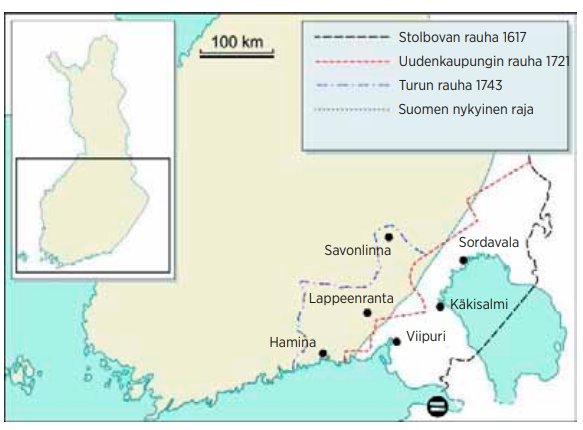 100 km
Stolbovan rauha 1617
Uudenkaupungin rauha 1721
Turun rauha 1743
Suomen nykyinen raja
Savonlinna
Sordavala
Lappeenranta
Käkisalmi
Hamina
Viipuri